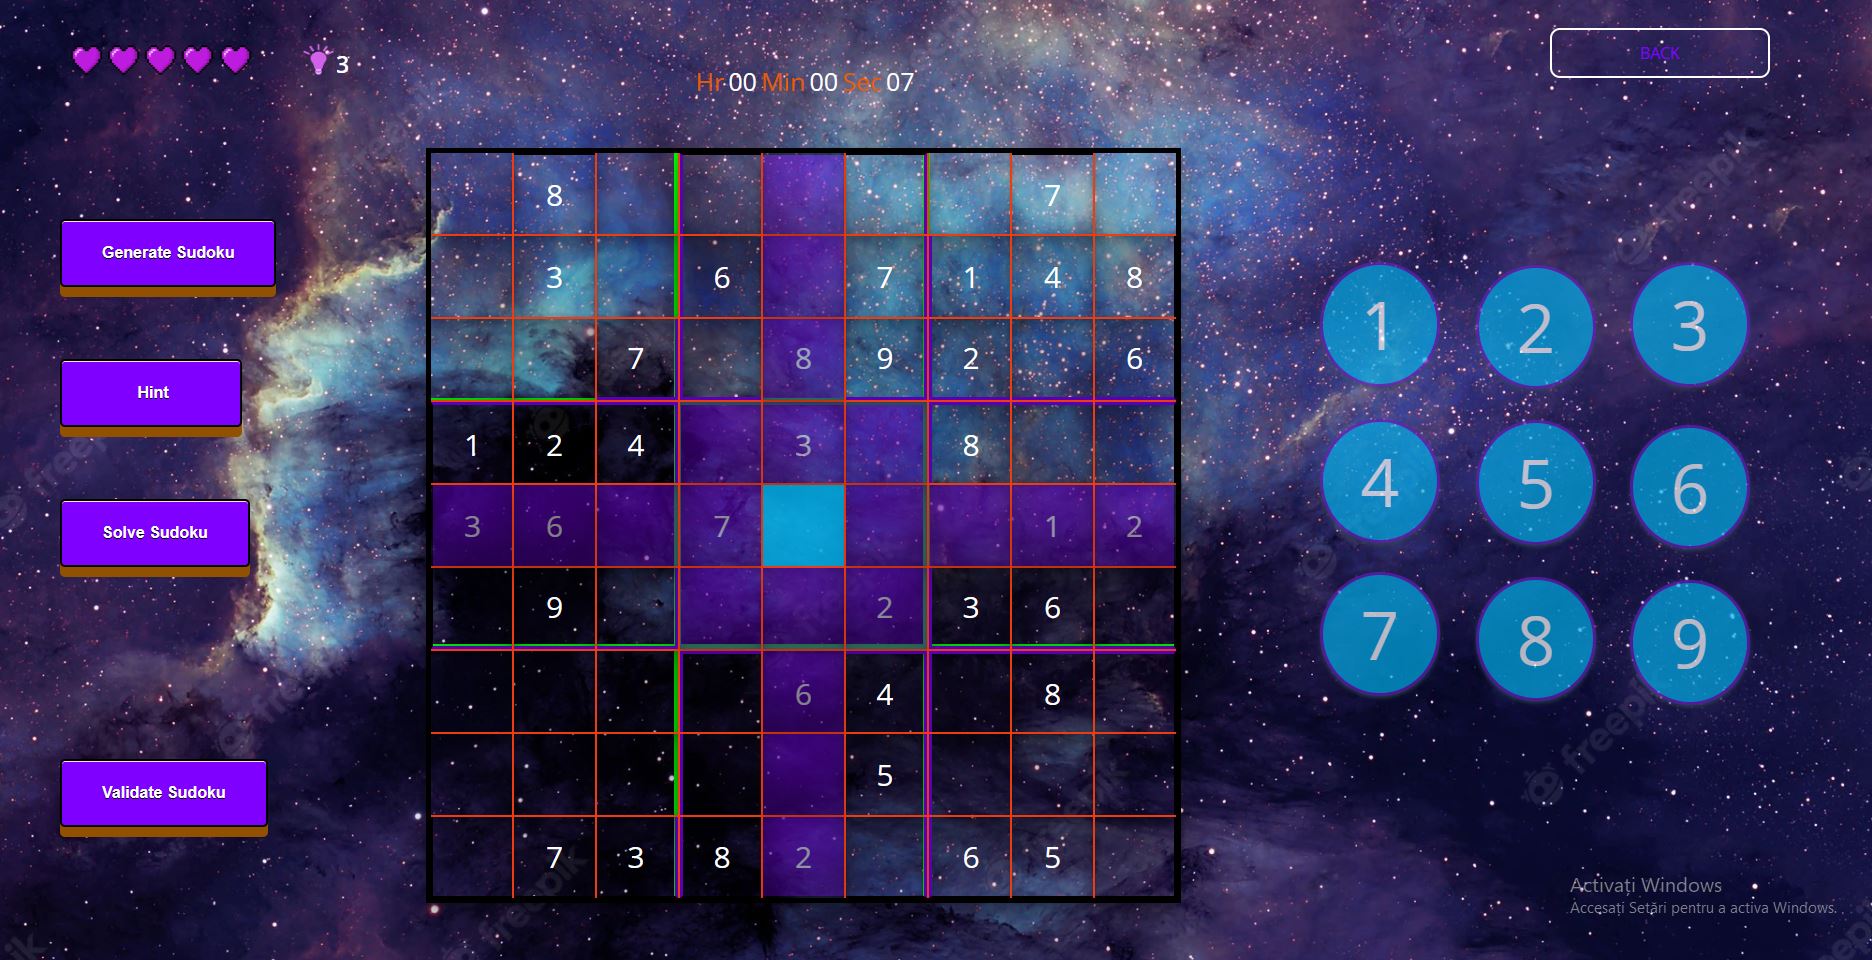 3
BACK
Hr 00 Min 00 Sec 07
8 7
Generate Sudoku
3 6 7 1 4 8
7 8 9 2 6
Hint
1 2 4 3 8
Solve Sudoku
3 6 7 1 2
9 2 3 6
6 4 8
Validate Sudoku
5
7 3 8 2 6 5
1 2 3
4 5 6
7 8 9
Activați Windows
Accesați Setări pentru a activa Windows.
freepik